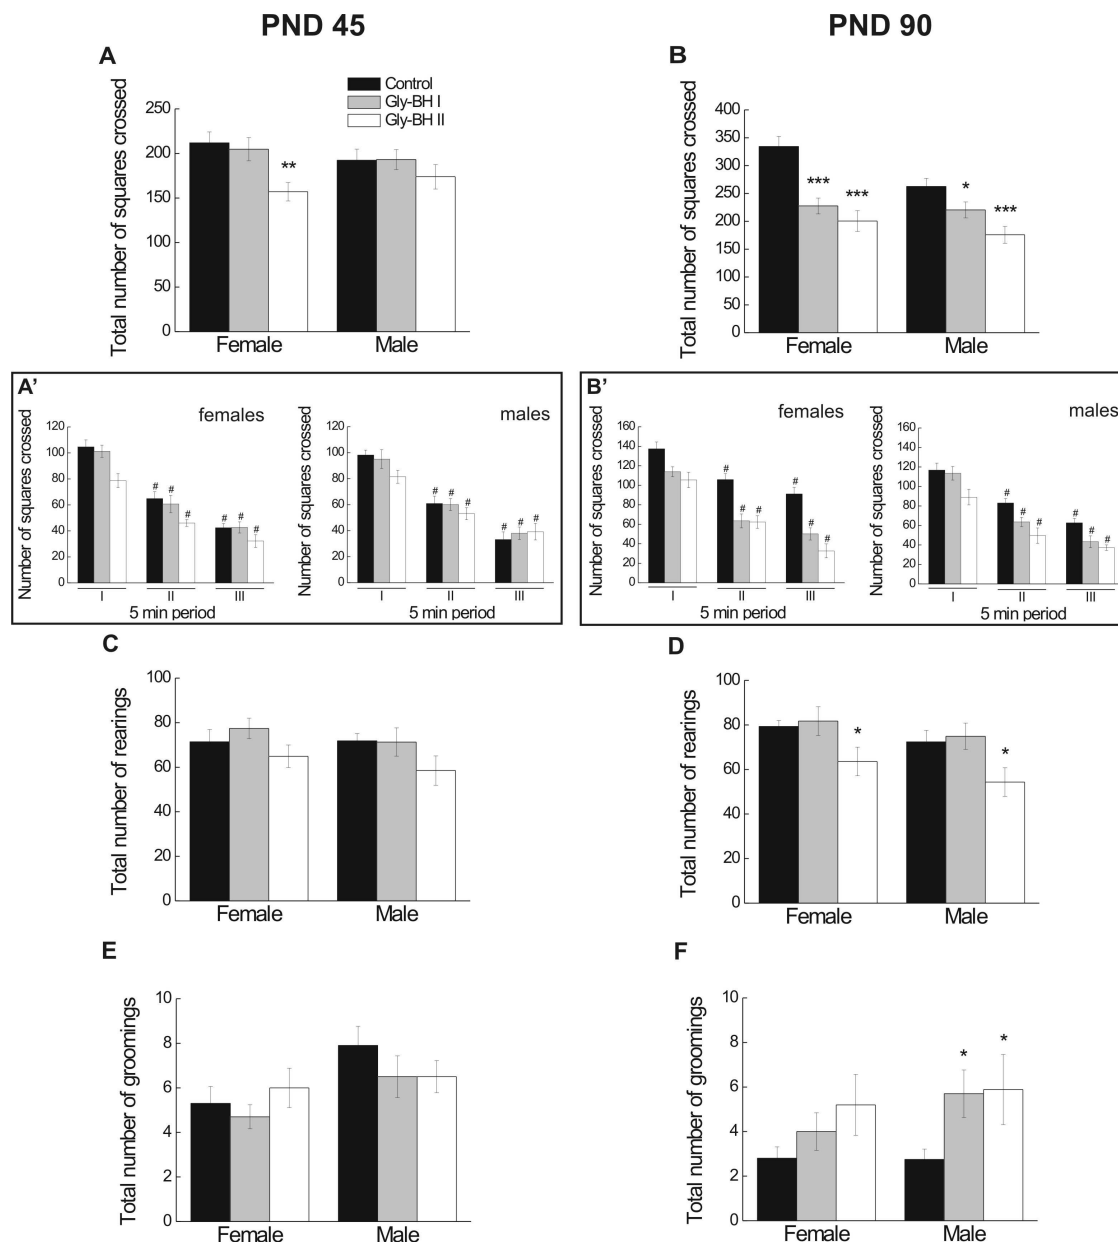 PND 45
PND 90
A
Control
Gly-BH I
Gly-BH II
Total number of squares crossed
250
200
150
100
50
0
**
Female
Male
B
Total number of squares crossed
400
350
300
250
200
150
100
50
0
***
***
*
***
Female
Male
A'
females
Number of squares crossed
120
100
80
60
40
20
0
# # #
# # #
I
II
III
5 min period
males
Number of squares crossed
120
100
80
60
40
20
0
# # #
# # #
I
II
III
5 min period
B'
females
Number of squares crossed
160
140
120
100
80
60
40
20
0
# # #
# # #
I
II
III
5 min period
males
Number of squares crossed
160
140
120
100
80
60
40
20
0
# # #
# # #
I
II
III
5 min period
C
Total number of rearings
100
80
60
40
20
0
Female
Male
D
Total number of rearings
100
80
60
40
20
0
*
*
Female
Male
E
Total number of groomings
10
8
6
4
2
0
Female
Male
F
Total number of groomings
10
8
6
4
2
0
*
*
Female
Male